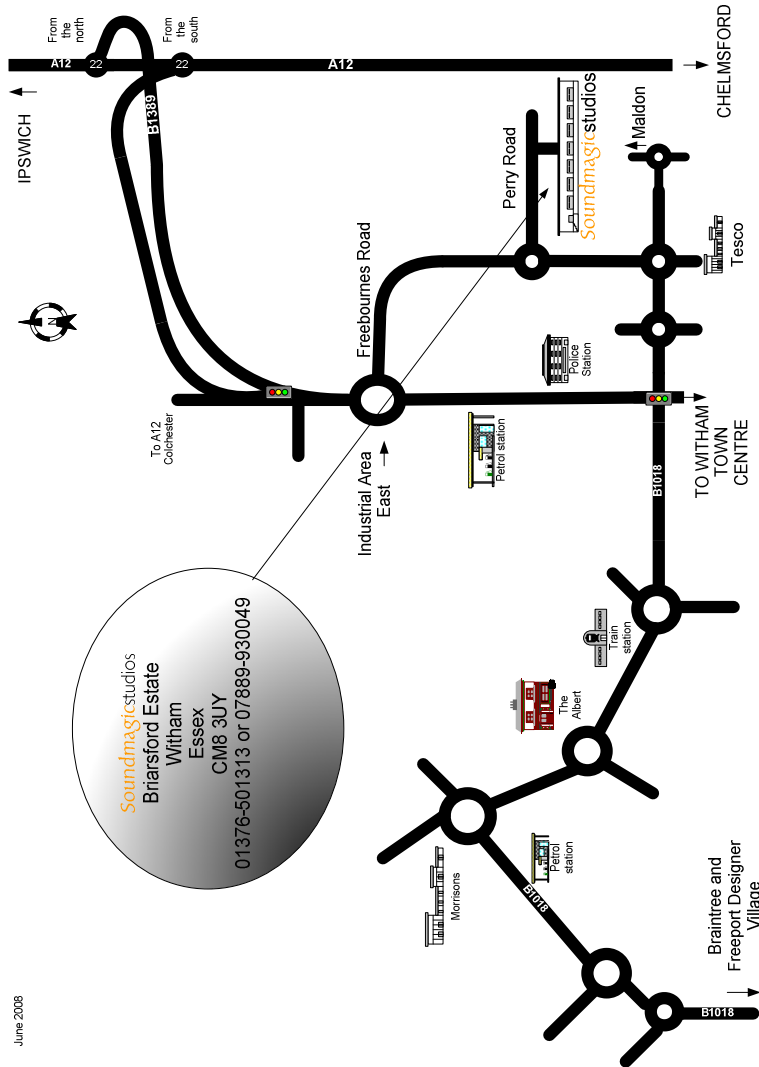 June 2008
Soundmagicstudios
Briarsford Estate
Witham
Essex
CM8 3UY
01376-501313 or 07889-930049
IPSWICH
From
the
north
From
the
south
22
22
A12
A12
CHELMSFORD
B1389
To A12
Colchester
N
Freebournes Road
Perry Road
Soundmagicstudios
Maldon
Tesco
Industrial Area
East
Petrol station
Police
Station
TO WITHAM
TOWN
CENTRE
B1018
Train
station
The
Albert
Morrisons
Petrol
station
B1018
Braintree and
Freeport Designer
Village
B1018